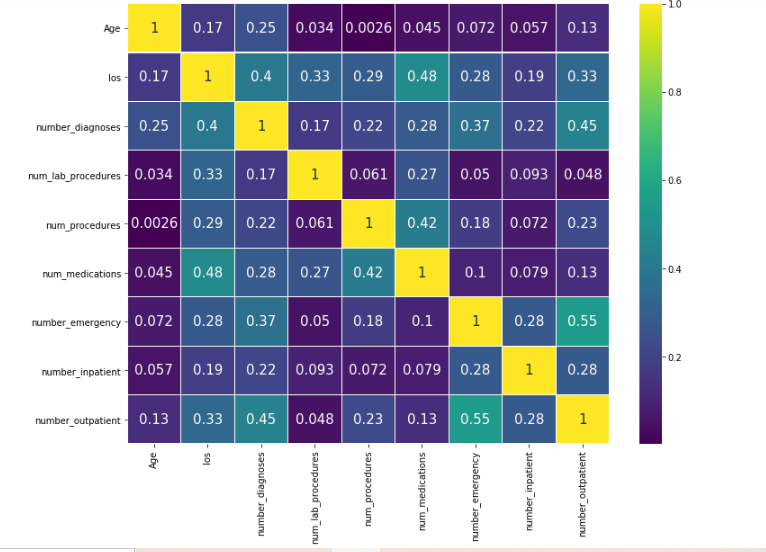 Age 1 0.17 0.25 0.034 0.0026 0.045 0.072 0.057 0.13
los 0.17 1 0.4 0.33 0.29 0.48 0.28 0.19 0.33
number_diagnoses 0.25 0.4 1 0.17 0.22 0.28 0.37 0.22 0.45
num_lab_procedures 0.034 0.33 0.17 1 0.061 0.27 0.05 0.093 0.048
num_procedures 0.0026 0.29 0.22 0.061 1 0.42 0.18 0.072 0.23
num_medications 0.045 0.48 0.28 0.27 0.42 1 0.1 0.079 0.13
number_emergency 0.072 0.28 0.37 0.05 0.18 0.1 1 0.28 0.55
number_inpatient 0.057 0.19 0.22 0.093 0.072 0.079 0.28 1 0.28
number_outpatient 0.13 0.33 0.45 0.048 0.23 0.13 0.55 0.28 1
Age
los
number_diagnoses
num_lab_procedures
num_procedures
num_medications
number_emergency
number_inpatient
number_outpatient
1.0
0.8
0.6
0.4
0.2